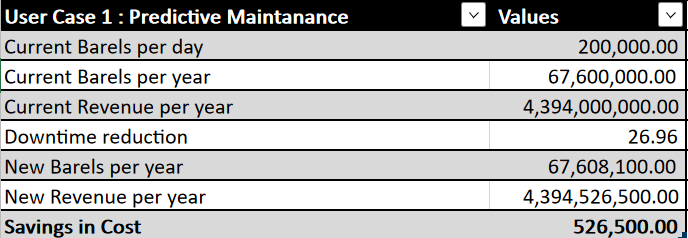 User Case 1 : Predictive Maintanance Values
Current Barels per day 200,000.00
Current Barels per year 67,600,000.00
Current Revenue per year 4,394,000,000.00
Downtime reduction 26.96
New Barels per year 67,608,100.00
New Revenue per year 4,394,526,500.00
Savings in Cost 526,500.00